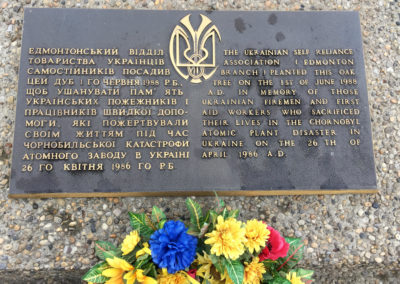 ЕДМОНТОНСЬКИЙ ВІДДІЛ
ТОВАРИСТВА УКРАЇНЦІВ
САМОСТІЙНИКІВ ПОСАДИВ
ЦЕЙ ДУБ 1 ГО ЧЕРВНЯ 1988 Р.Б.
ЩОБ УШАНУВАТИ ПАМ'ЯТЬ
УКРАЇНСЬКИХ ПОЖЕЖНИКІВ І
ПРАЦІВНИКІВ ШВИДКОЇ ДОПО-
МОГИ, ЯКІ ПОЖЕРТВУВАЛИ
СВОЇМ ЖИТТЯМ ПІД ЧАС
ЧОРНОБИЛЬСЬКОЇ КАТАСТРОФИ
АТОМНОГО ЗАВОДУ В УКРАЇНІ
26 ГО КВІТНЯ 1986 ГО Р.Б.
THE UKRAINIAN SELF RELIANCE
ASSOCIATION (EDMONTON
BRANCH) PLANTED THIS OAK
TREE ON THE 1ST OF JUNE 1988
A.D. IN MEMORY OF THOSE
UKRAINIAN FIREMEN AND FIRST
AID WORKERS WHO SACRIFICED
THEIR LIVES IN THE CHORNOBYL
ATOMIC PLANT DISASTER IN
UKRAINE ON THE 26 TH OF
APRIL 1986 A.D.